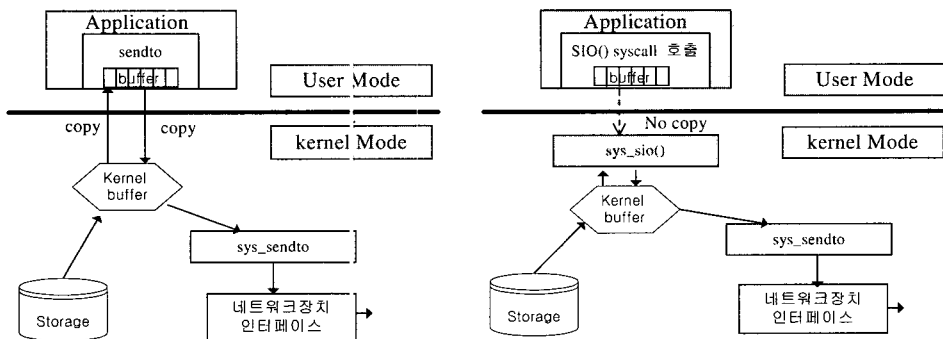 Application
sendto
buffer
User Mode
copy
copy
kernel Mode
Kernel
buffer
sys_sendto
Storage
네트워크장치
인터페이스
Application
SIO() syscall 호출
buffer
User Mode
No copy
kernel Mode
sys_sio()
Kernel
buffer
sys_sendto
Storage
네트워크장치
인터페이스